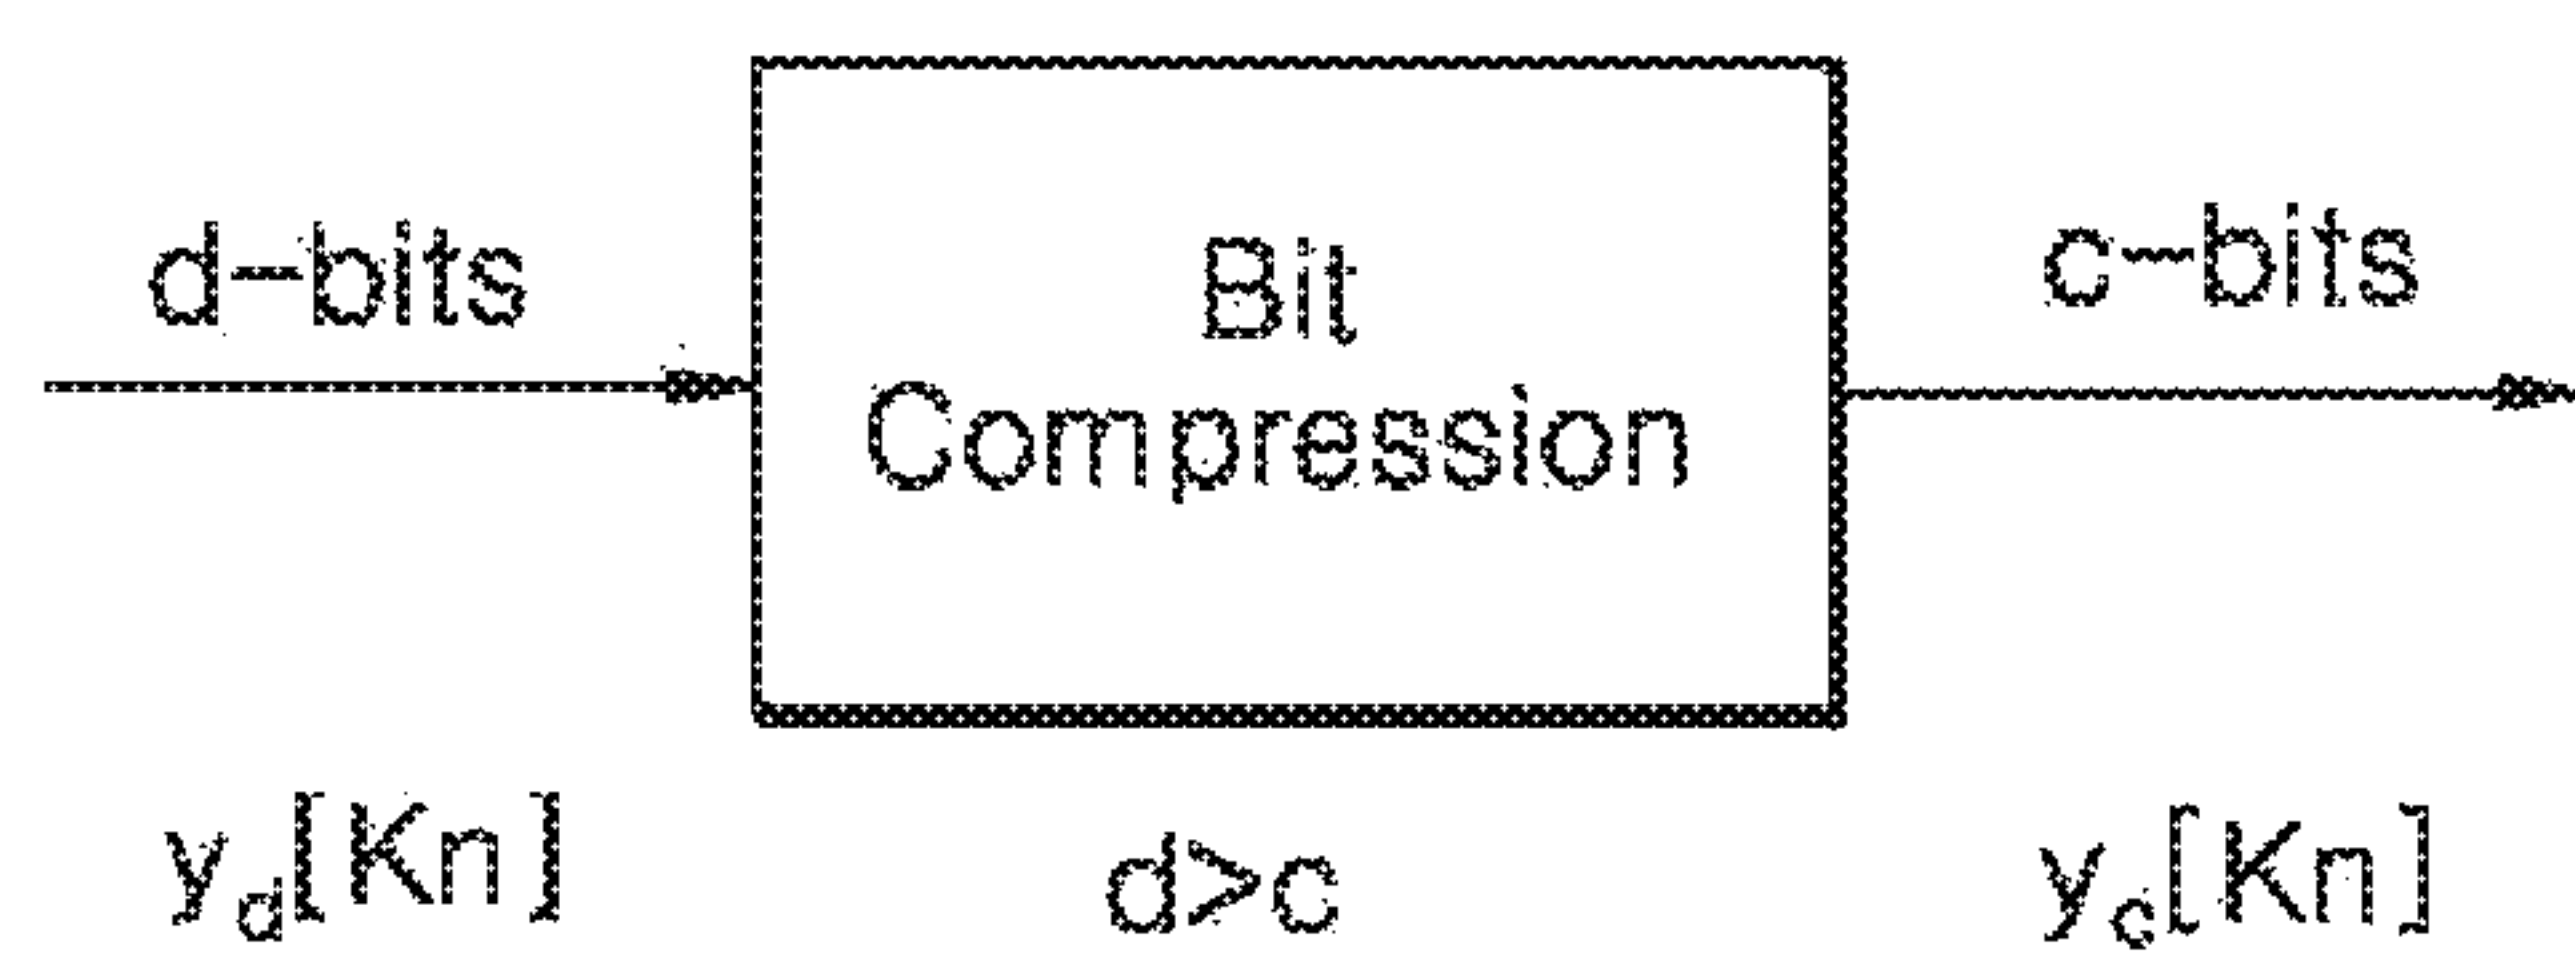 d-bits
Bit
Compression
c-bits
y_d[Kn]
d>c
y_c[Kn]